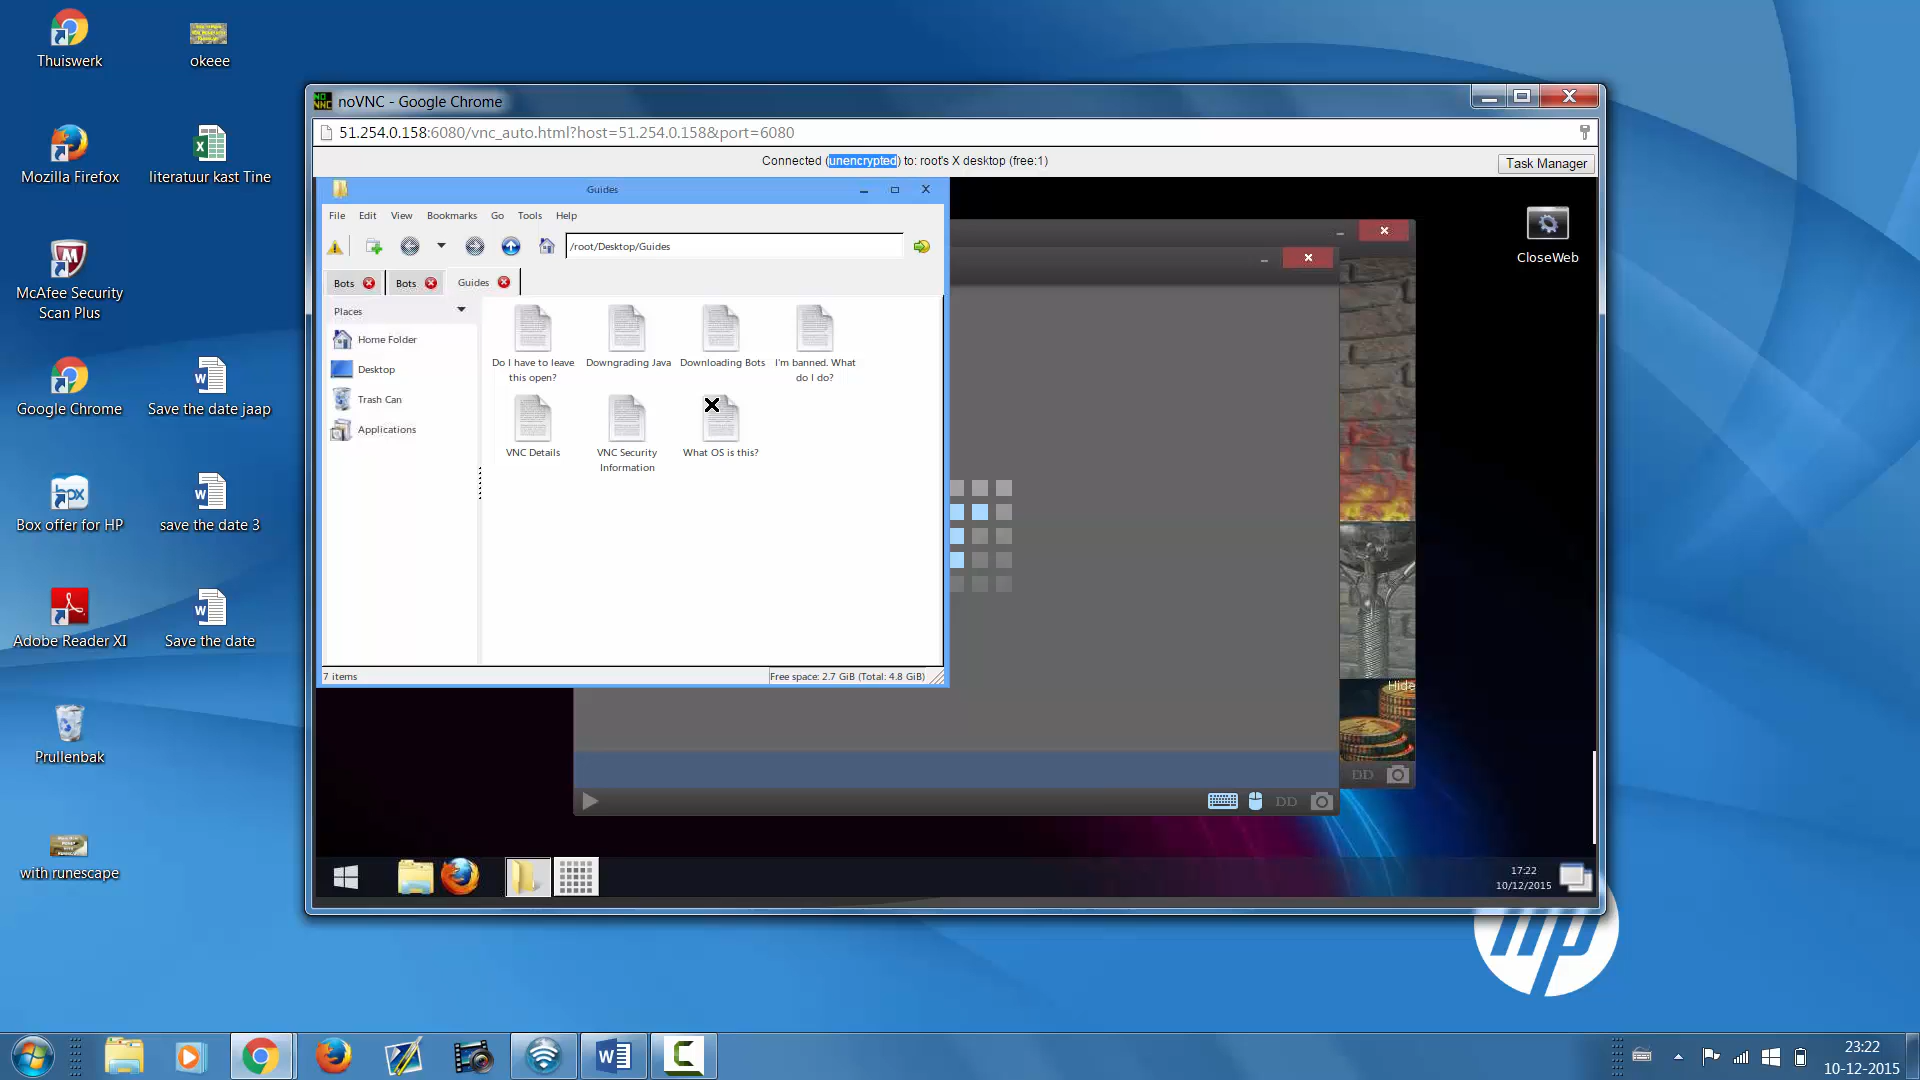 Thuiswerk
okeee
Mozilla Firefox
literatuur kast Tine
McAfee Security
Scan Plus
Google Chrome
Save the date jaap
Box offer for HP
save the date 3
Adobe Reader XI
Save the date
Prullenbak
with runescape
noVNC - Google Chrome
51.254.0.158:6080/vnc_auto.html?host=51.254.0.158&port=6080
Connected (unencrypted) to: root's X desktop (free:1)
Task Manager
Guides
File Edit View Bookmarks Go Tools Help
/root/Desktop/Guides
Bots Bots Guides
Places
Home Folder
Desktop
Trash Can
Applications
Do I have to leave
this open?
Downgrading Java
Downloading Bots
I'm banned. What
do I do?
VNC Details
VNC Security
Information
What OS is this?
7 items
Free space: 2.7 GiB (Total: 4.8 GiB)
CloseWeb
Hide
DD
DD
17:22
10/12/2015
hp
23:22
10-12-2015